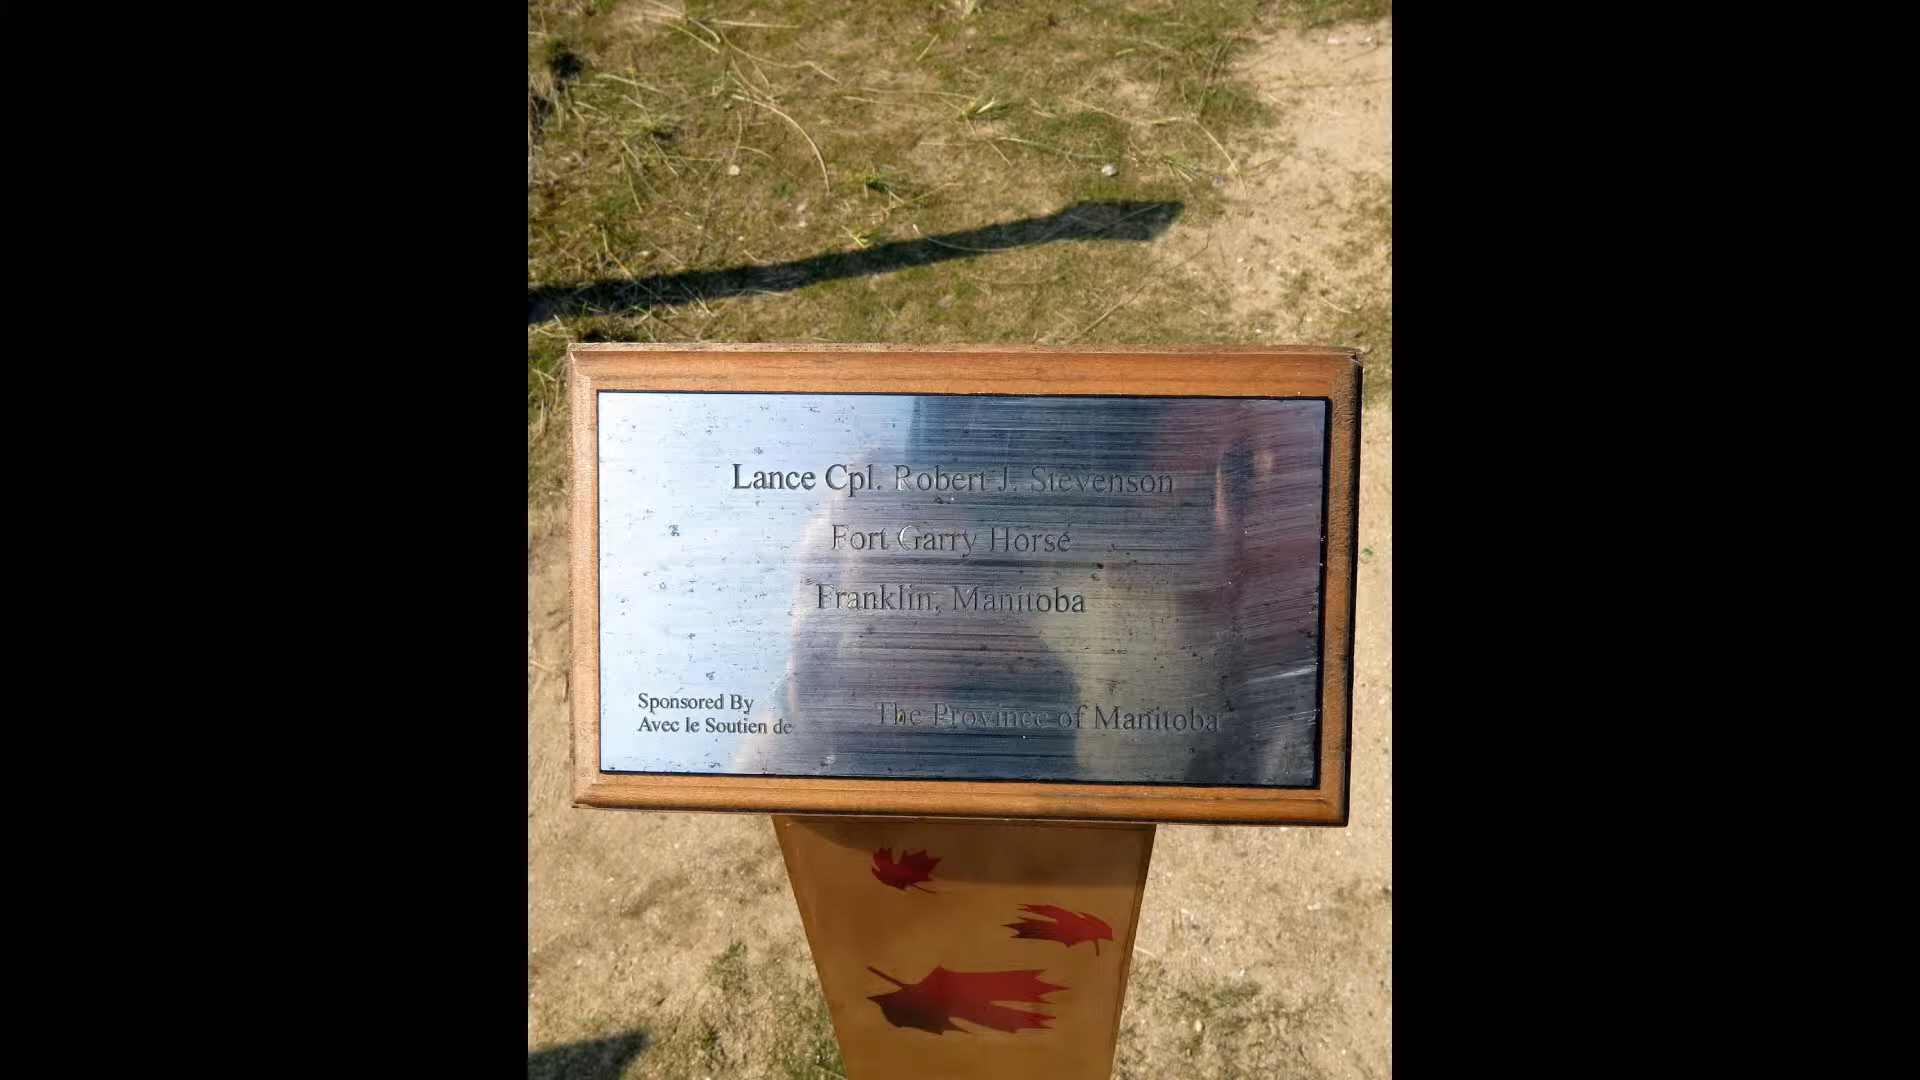 Lance Cpl. Robert J. Stevenson
Fort Garry Horse
Franklin, Manitoba
Sponsored By
Avec le Soutien de
The Province of Manitoba